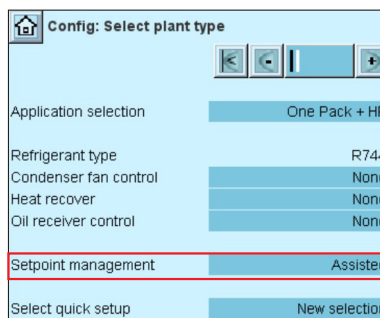 Config: Select plant type
Application selection One Pack + HP
Refrigerant type R744
Condenser fan control None
Heat recover None
Oil receiver control None
Setpoint management Assisted
Select quick setup New selection